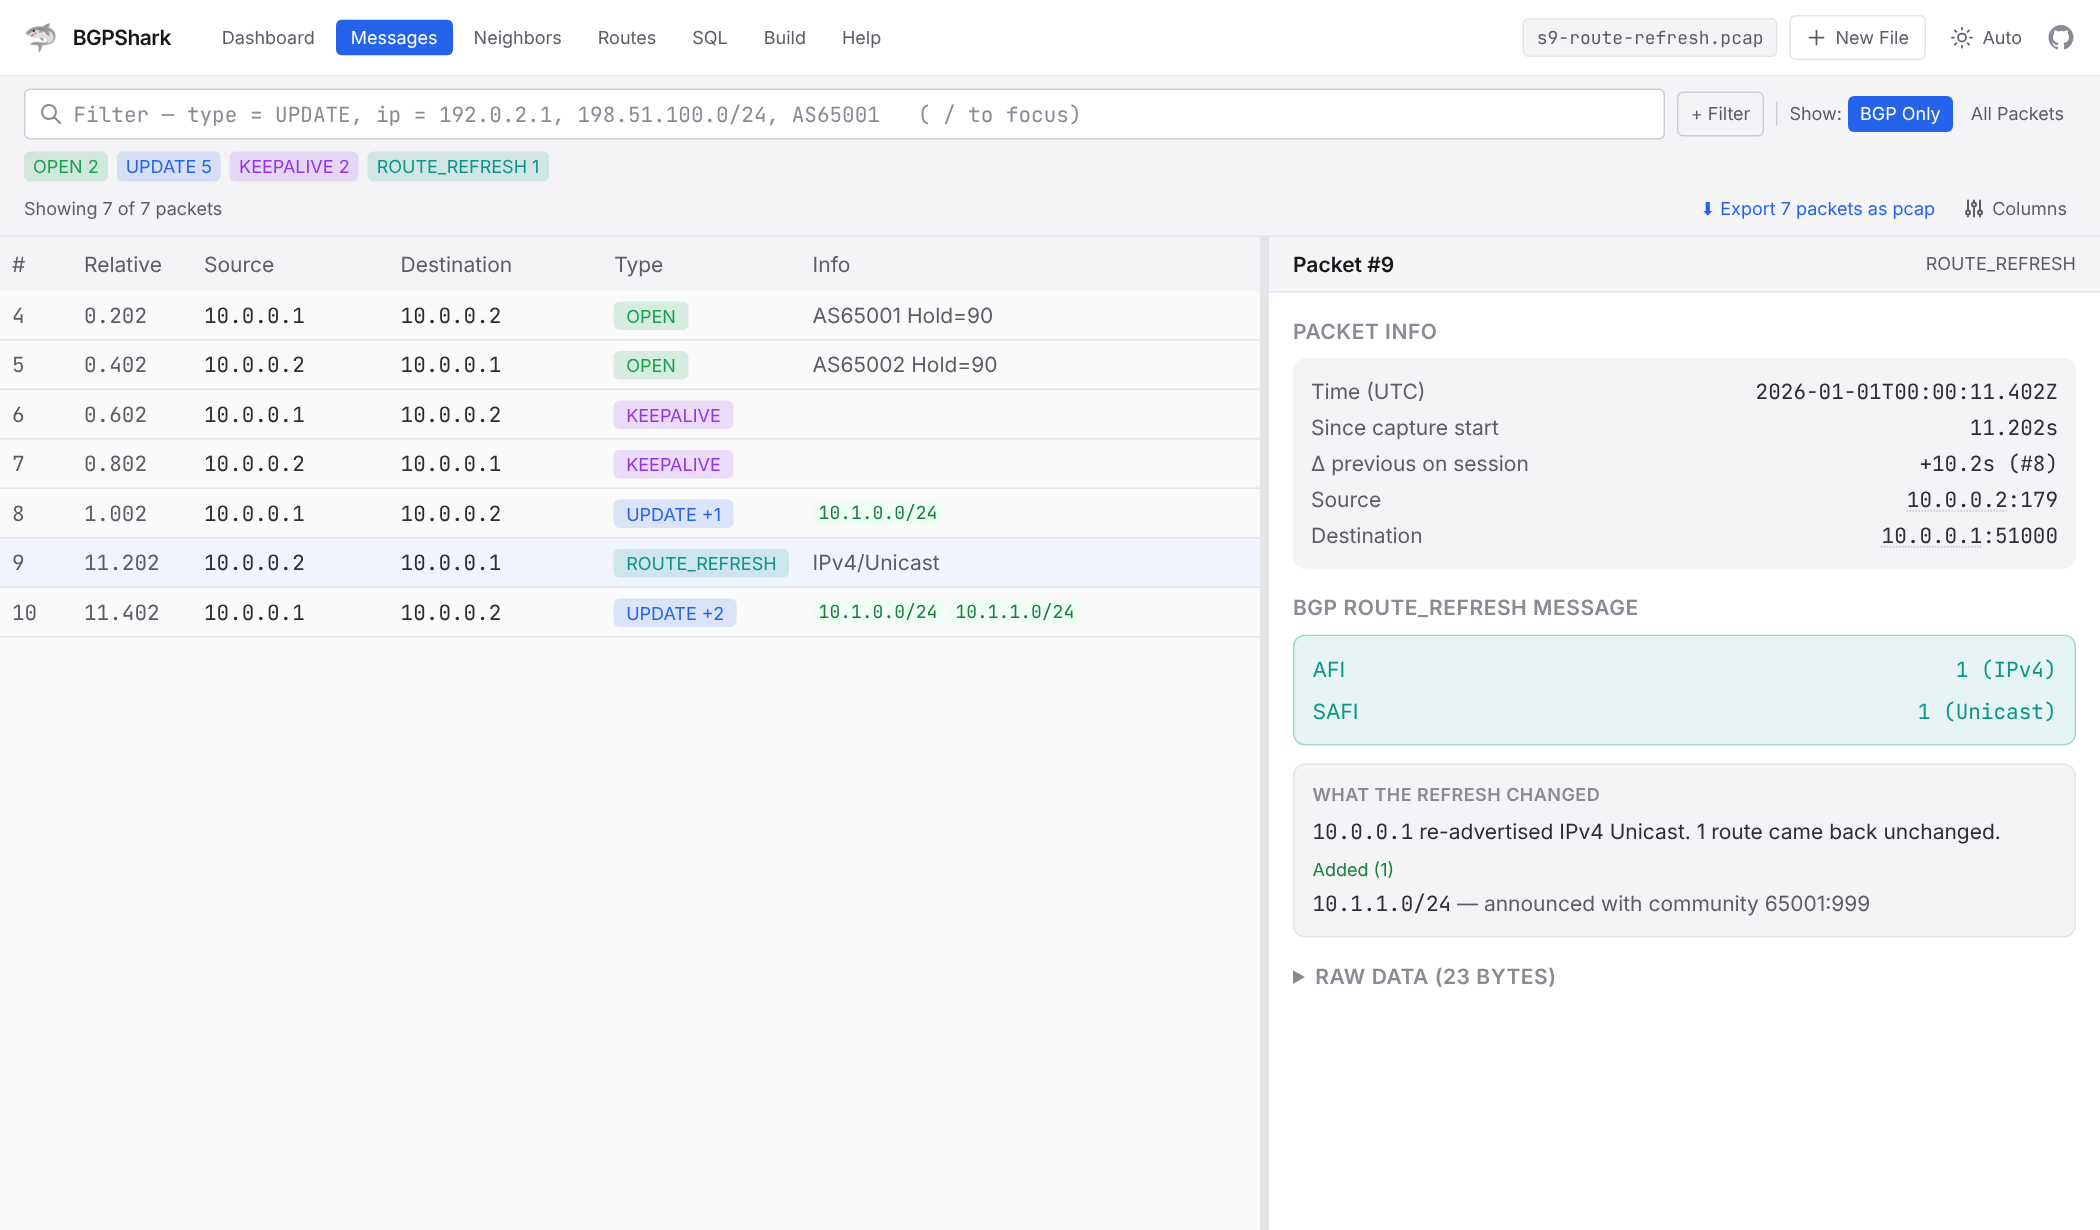 BGPShark Dashboard Messages Neighbors Routes SQL Build Help s9-route-refresh.pcap + New File Auto
Filter — type = UPDATE, ip = 192.0.2.1, 198.51.100.0/24, AS65001 ( / to focus) + Filter Show: BGP Only All Packets
OPEN 2 UPDATE 5 KEEPALIVE 2 ROUTE_REFRESH 1
Showing 7 of 7 packets Export 7 packets as pcap Columns
# Relative Source Destination Type Info
4 0.202 10.0.0.1 10.0.0.2 OPEN AS65001 Hold=90
5 0.402 10.0.0.2 10.0.0.1 OPEN AS65002 Hold=90
6 0.602 10.0.0.1 10.0.0.2 KEEPALIVE
7 0.802 10.0.0.2 10.0.0.1 KEEPALIVE
8 1.002 10.0.0.1 10.0.0.2 UPDATE +1 10.1.0.0/24
9 11.202 10.0.0.2 10.0.0.1 ROUTE_REFRESH IPv4/Unicast
10 11.402 10.0.0.1 10.0.0.2 UPDATE +2 10.1.0.0/24 10.1.1.0/24
Packet #9 ROUTE_REFRESH
PACKET INFO
Time (UTC) 2026-01-01T00:00:11.402Z
Since capture start 11.202s
Δ previous on session +10.2s (#8)
Source 10.0.0.2:179
Destination 10.0.0.1:51000
BGP ROUTE_REFRESH MESSAGE
AFI 1 (IPv4)
SAFI 1 (Unicast)
WHAT THE REFRESH CHANGED
10.0.0.1 re-advertised IPv4 Unicast. 1 route came back unchanged.
Added (1)
10.1.1.0/24 — announced with community 65001:999
RAW DATA (23 BYTES)